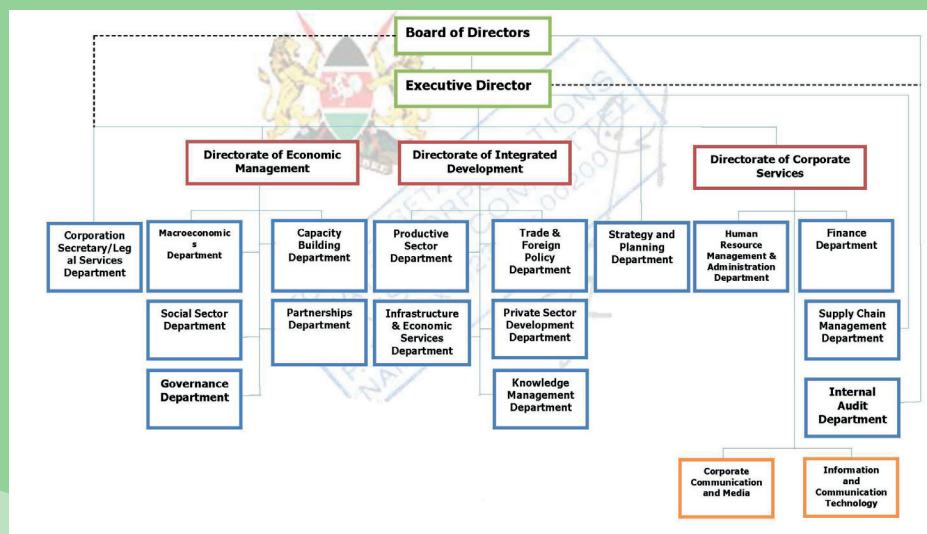 Board of Directors
Executive Director
Directorate of Economic
Management
Directorate of Integrated
Development
Directorate of Corporate
Services
Corporation
Secretary/Leg
al Services
Department
Macroeconomic
s
Department
Capacity
Building
Department
Productive
Sector
Department
Trade &
Foreign
Policy
Department
Strategy and
Planning
Department
Human
Resource
Management &
Administration
Department
Finance
Department
Social Sector
Department
Partnerships
Department
Infrastructure
& Economic
Services
Department
Private Sector
Development
Department
Supply Chain
Management
Department
Governance
Department
Knowledge
Management
Department
Internal
Audit
Department
Corporate
Communication
and Media
Information
and
Communication
Technology